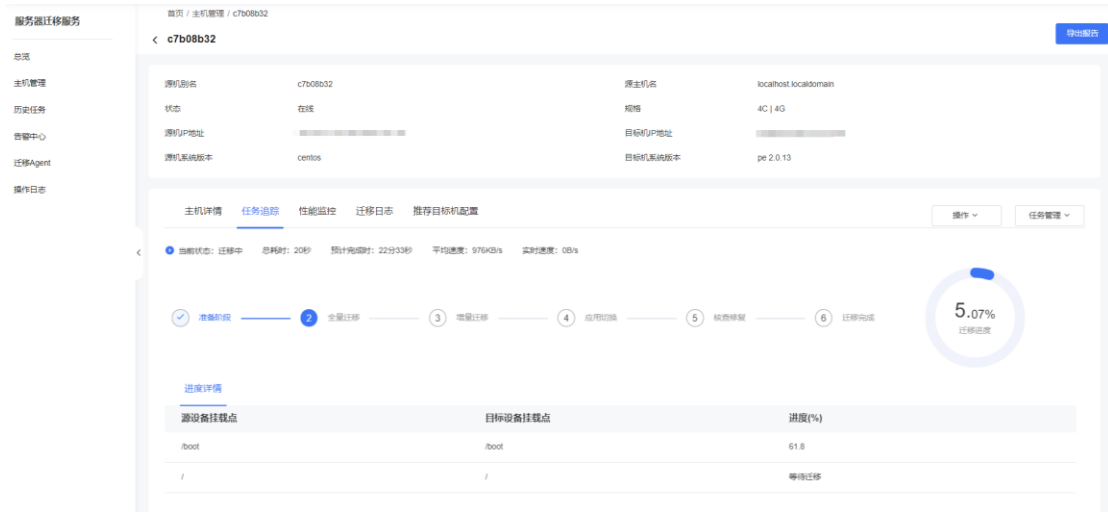 服务器迁移服务
总览
主机管理
历史任务
告警中心
迁移Agent
操作日志
首页 / 主机管理 / c7b08b32
c7b08b32
导出报告
源机别名 c7b08b32 源主机名 localhost.localdomain
状态 在线 规格 4C | 4G
源机IP地址 目标机IP地址
源机系统版本 centos 目标机系统版本 pe 2.0.13
主机详情 任务追踪 性能监控 迁移日志 推荐目标机配置 操作 任务管理
当前状态：迁移中 总耗时：20秒 预计完成时：22分33秒 平均速度：976KB/s 实时速度：0B/s
准备阶段 2 全量迁移 3 增量迁移 4 应用切换 5 核查修复 6 迁移完成
5.07%
迁移进度
进度详情
源设备挂载点 目标设备挂载点 进度(%)
/boot /boot 61.8
/ / 等待迁移